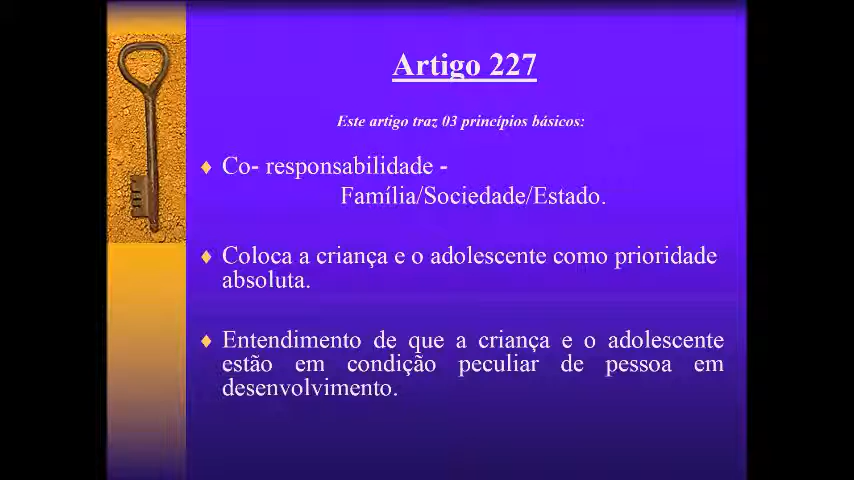 Artigo 227
Este artigo traz 03 princípios básicos:
Co- responsabilidade -
Família/Sociedade/Estado.
Coloca a criança e o adolescente como prioridade
absoluta.
Entendimento de que a criança e o adolescente
estão em condição peculiar de pessoa em
desenvolvimento.